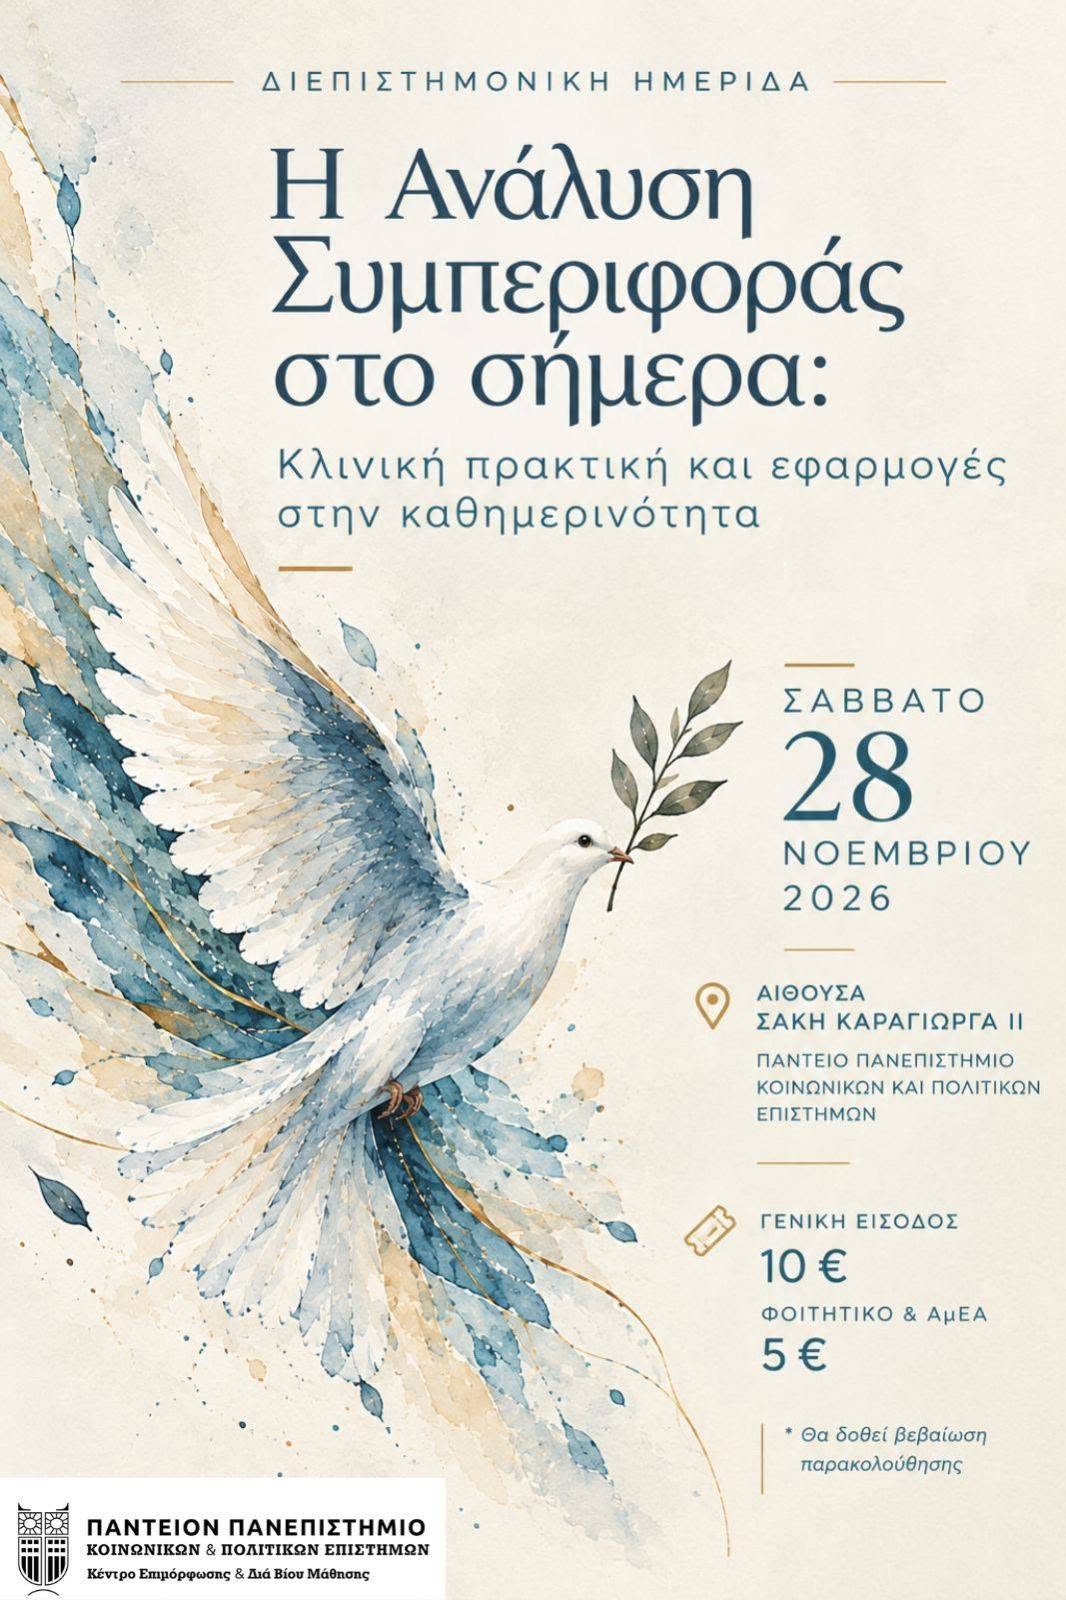 ΔΙΕΠΙΣΤΗΜΟΝΙΚΗ ΗΜΕΡΙΔΑ
Η Ανάλυση
Συμπεριφοράς
στο σήμερα:
Κλινική πρακτική και εφαρμογές
στην καθημερινότητα
ΣΑΒΒΑΤΟ
28
ΝΟΕΜΒΡΙΟΥ
2026
ΑΙΘΟΥΣΑ
ΣΑΚΗ ΚΑΡΑΓΙΩΡΓΑ ΙΙ
ΠΑΝΤΕΙΟ ΠΑΝΕΠΙΣΤΗΜΙΟ
ΚΟΙΝΩΝΙΚΩΝ ΚΑΙ ΠΟΛΙΤΙΚΩΝ
ΕΠΙΣΤΗΜΩΝ
ΓΕΝΙΚΗ ΕΙΣΟΔΟΣ
10 €
ΦΟΙΤΗΤΙΚΟ & ΑμΕΑ
5 €
* Θα δοθεί βεβαίωση
παρακολούθησης
ΠΑΝΤΕΙΟΝ ΠΑΝΕΠΙΣΤΗΜΙΟ
ΚΟΙΝΩΝΙΚΩΝ & ΠΟΛΙΤΙΚΩΝ ΕΠΙΣΤΗΜΩΝ
Κέντρο Επιμόρφωσης & Διά Βίου Μάθησης